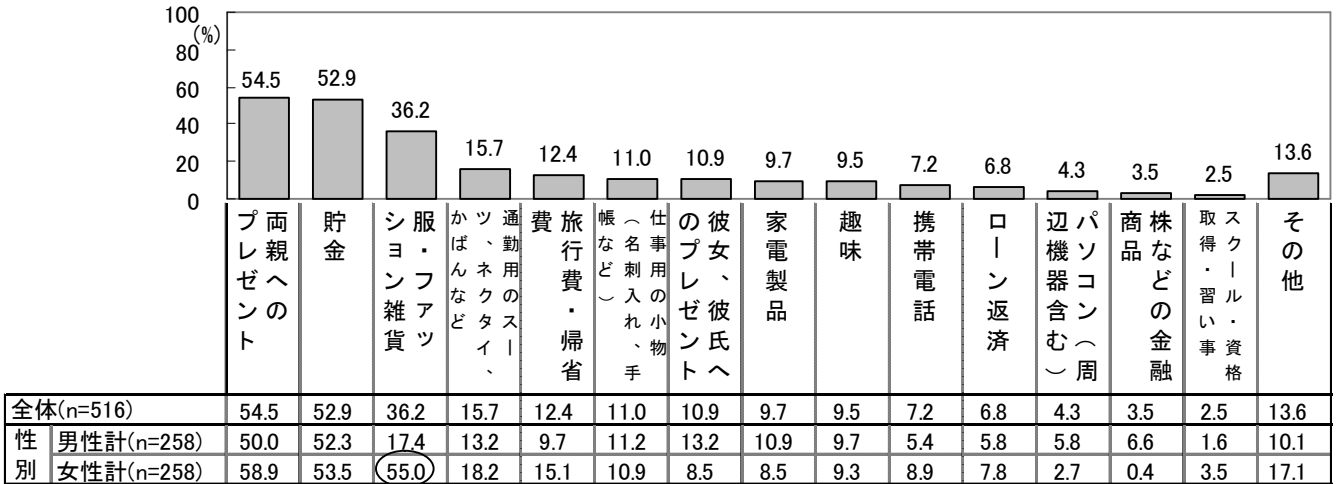 100
(%)
80
60
40
20
0
54.5
52.9
36.2
15.7
12.4
11.0
10.9
9.7
9.5
7.2
6.8
4.3
3.5
2.5
13.6
両親への
プレゼント
貯金
服・ファッ
ション雑貨
通勤用のスー
ツ、ネクタイ、
かばんなど
旅行費・帰省
費
仕事用の小物
（名刺入れ、手
帳など）
彼女、彼氏へ
のプレゼント
家電製品
趣味
携帯電話
ローン返済
パソコン（周
辺機器含む）
株などの金融
商品
スクール・資格
取得・習い事
その他
全体(n=516) 54.5 52.9 36.2 15.7 12.4 11.0 10.9 9.7 9.5 7.2 6.8 4.3 3.5 2.5 13.6
性別
男性計(n=258) 50.0 52.3 17.4 13.2 9.7 11.2 13.2 10.9 9.7 5.4 5.8 5.8 6.6 1.6 10.1
女性計(n=258) 58.9 53.5 55.0 18.2 15.1 10.9 8.5 8.5 9.3 8.9 7.8 2.7 0.4 3.5 17.1